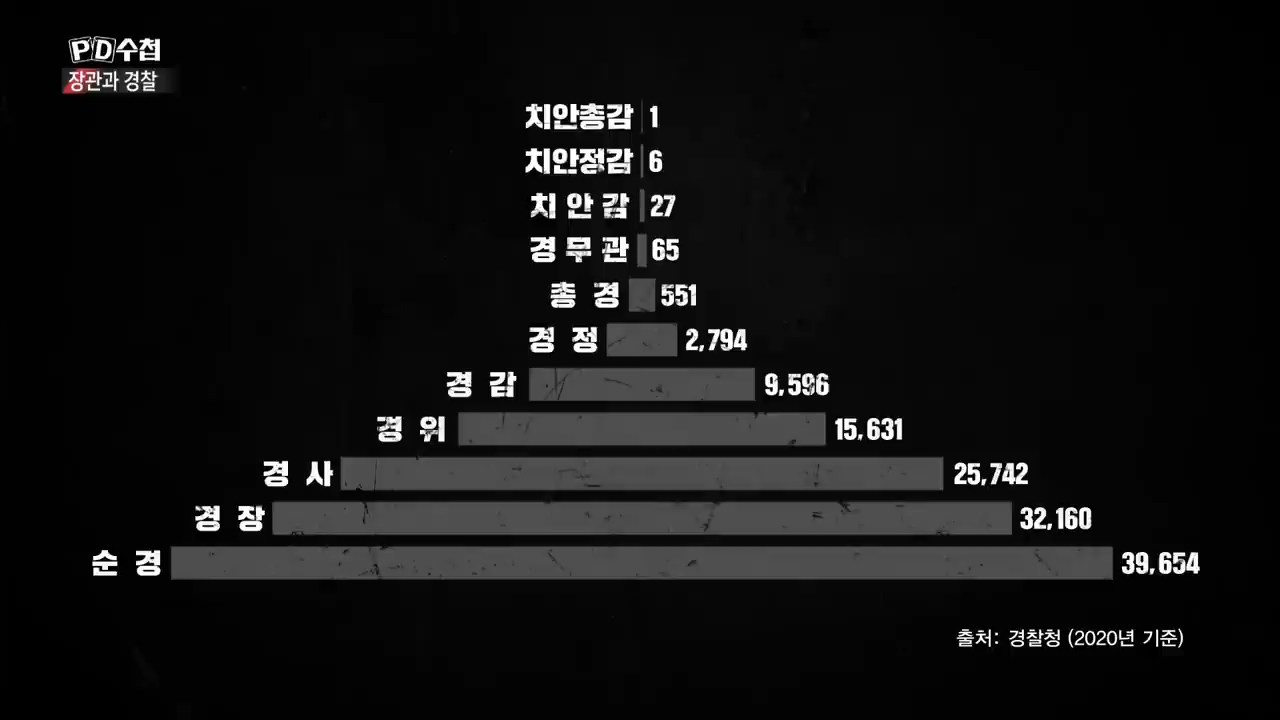 PD수첩
장관과 경찰
치안총감 1
치안정감 6
치안감 27
경무관 65
총경 551
경정 2,794
경감 9,596
경위 15,631
경사 25,742
경장 32,160
순경 39,654
출처: 경찰청 (2020년 기준)